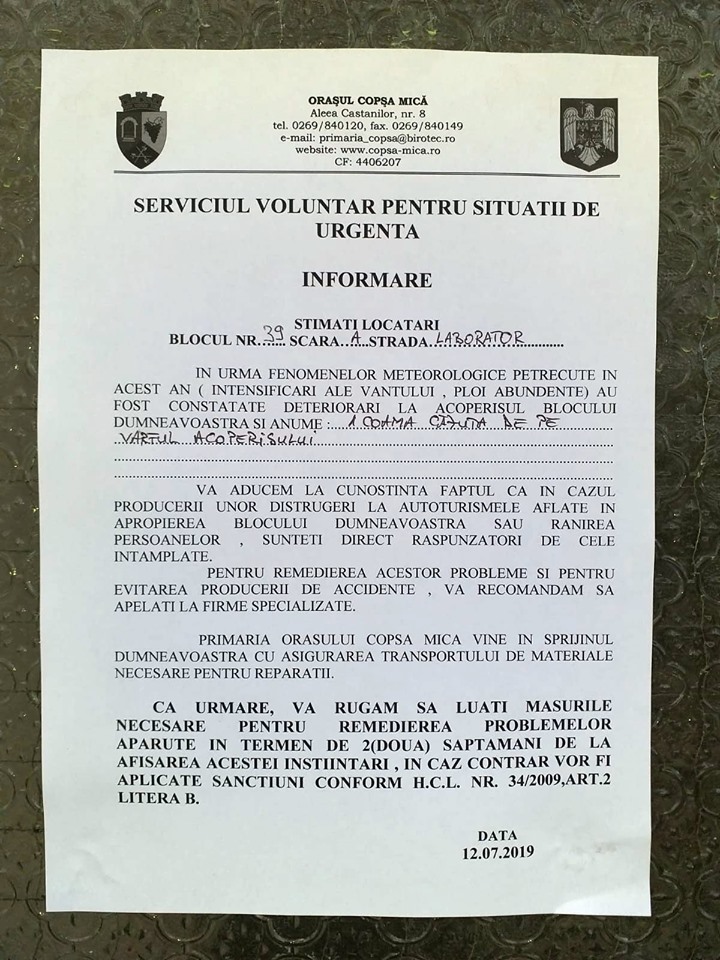 ORAŞUL COPŞA MICĂ
Aleea Castanilor, nr. 8
tel. 0269/840120, fax. 0269/840149
e-mail: primaria_copsa@birotec.ro
website: www.copsa-mica.ro
CF: 4406207
SERVICIUL VOLUNTAR PENTRU SITUATII DE
URGENTA
INFORMARE
STIMATI LOCATARI
BLOCUL NR. 39 SCARA A STRADA LABORATOR
IN URMA FENOMENELOR METEOROLOGICE PETRECUTE IN
ACEST AN ( INTENSIFICARI ALE VANTULUI , PLOI ABUNDENTE) AU
FOST CONSTATATE DETERIORARI LA ACOPERISUL BLOCULUI
DUMNEAVOASTRA SI ANUME : 1 COAMA CĂZUTA DE PE
VARFUL ACOPERISULUI
VA ADUCEM LA CUNOSTINTA FAPTUL CA IN CAZUL
PRODUCERII UNOR DISTRUGERI LA AUTOTURISMELE AFLATE IN
APROPIEREA BLOCULUI DUMNEAVOASTRA SAU RANIREA
PERSOANELOR , SUNTETI DIRECT RASPUNZATORI DE CELE
INTAMPLATE.
PENTRU REMEDIEREA ACESTOR PROBLEME SI PENTRU
EVITAREA PRODUCERII DE ACCIDENTE , VA RECOMANDAM SA
APELATI LA FIRME SPECIALIZATE.
PRIMARIA ORASULUI COPSA MICA VINE IN SPRIJINUL
DUMNEAVOASTRA CU ASIGURAREA TRANSPORTULUI DE MATERIALE
NECESARE PENTRU REPARATII.
CA URMARE, VA RUGAM SA LUATI MASURILE
NECESARE PENTRU REMEDIEREA PROBLEMELOR
APARUTE IN TERMEN DE 2(DOUA) SAPTAMANI DE LA
AFISAREA ACESTEI INSTIINTARI , IN CAZ CONTRAR VOR FI
APLICATE SANCTIUNI CONFORM H.C.L. NR. 34/2009,ART.2
LITERA B.
DATA
12.07.2019